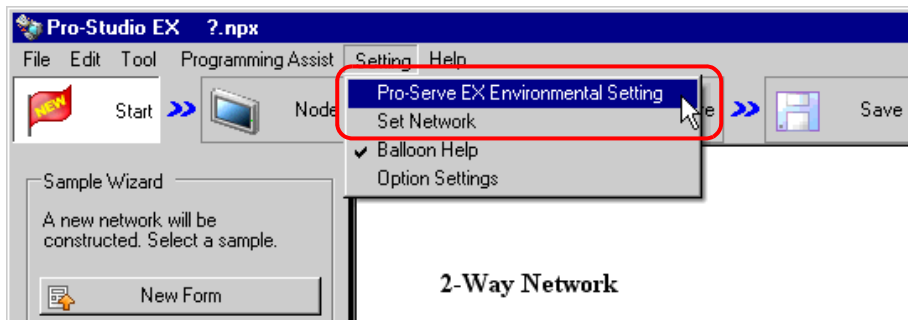 Pro-Studio EX ?.npx
File Edit Tool Programming Assist Setting Help
NEW
Start
Node
Save
Pro-Serve EX Environmental Setting
Set Network
Balloon Help
Option Settings
Sample Wizard
A new network will be
constructed. Select a sample.
New Form
2-Way Network